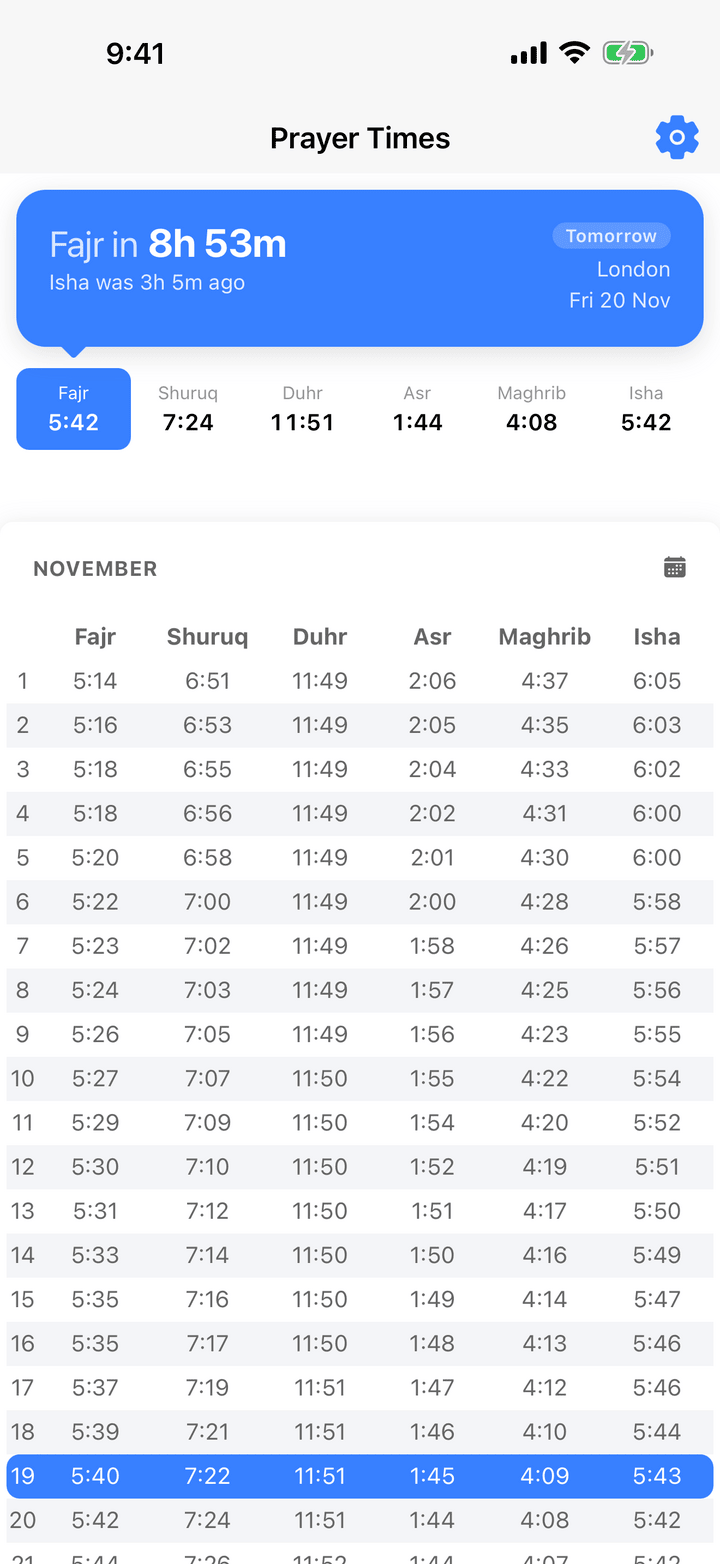 9:41
Prayer Times
Fajr in 8h 53m
Isha was 3h 5m ago
Tomorrow
London
Fri 20 Nov
Fajr Shuruq Duhr Asr Maghrib Isha
5:42 7:24 11:51 1:44 4:08 5:42
NOVEMBER
Fajr Shuruq Duhr Asr Maghrib Isha
1 5:14 6:51 11:49 2:06 4:37 6:05
2 5:16 6:53 11:49 2:05 4:35 6:03
3 5:18 6:55 11:49 2:04 4:33 6:02
4 5:18 6:56 11:49 2:02 4:31 6:00
5 5:20 6:58 11:49 2:01 4:30 6:00
6 5:22 7:00 11:49 2:00 4:28 5:58
7 5:23 7:02 11:49 1:58 4:26 5:57
8 5:24 7:03 11:49 1:57 4:25 5:56
9 5:26 7:05 11:49 1:56 4:23 5:55
10 5:27 7:07 11:50 1:55 4:22 5:54
11 5:29 7:09 11:50 1:54 4:20 5:52
12 5:30 7:10 11:50 1:52 4:19 5:51
13 5:31 7:12 11:50 1:51 4:17 5:50
14 5:33 7:14 11:50 1:50 4:16 5:49
15 5:35 7:16 11:50 1:49 4:14 5:47
16 5:35 7:17 11:50 1:48 4:13 5:46
17 5:37 7:19 11:51 1:47 4:12 5:46
18 5:39 7:21 11:51 1:46 4:10 5:44
19 5:40 7:22 11:51 1:45 4:09 5:43
20 5:42 7:24 11:51 1:44 4:08 5:42
21 5:44 7:26 11:52 1:44 4:07 5:42